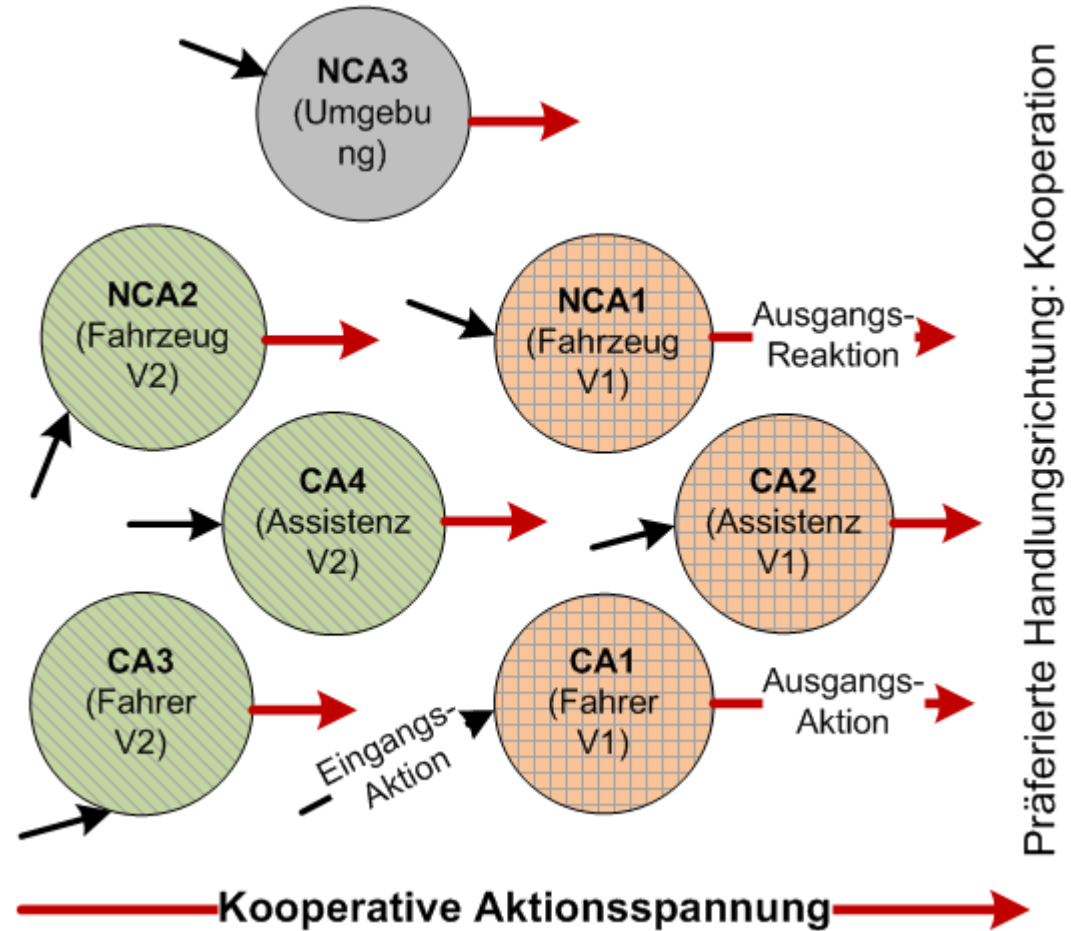 NCA3
(Umgebu
ng)
NCA2
(Fahrzeug
V2)
NCA1
(Fahrzeug
V1)
Ausgangs-
Reaktion
CA4
(Assistenz
V2)
CA2
(Assistenz
V1)
CA3
(Fahrer
V2)
Eingangs-
Aktion
CA1
(Fahrer
V1)
Ausgangs-
Aktion
Präferierte Handlungsrichtung: Kooperation
Kooperative Aktionsspannung